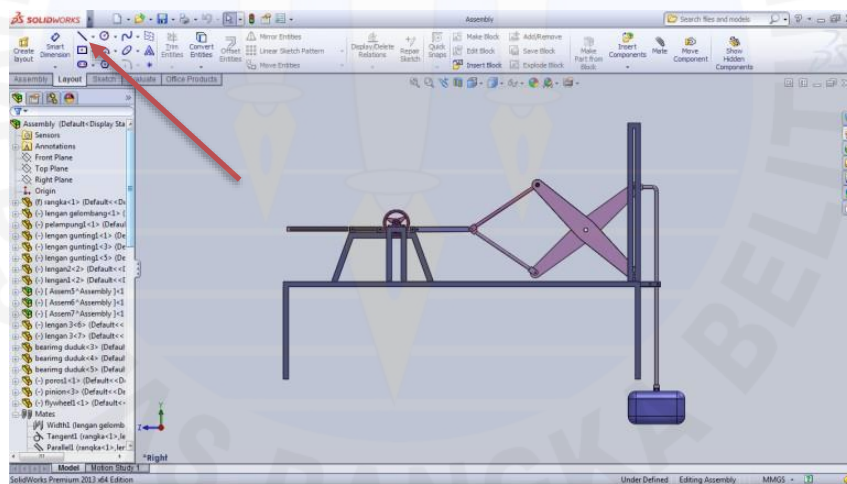 SOLIDWORKS
Assembly
Search files and models
Create layout
Smart Dimension
Trim Entities
Convert Entities
Offset Entities
Mirror Entities
Linear Sketch Pattern
Move Entities
Display/Delete Relations
Repair Sketch
Quick Snaps
Make Block
Edit Block
Insert Block
Add/Remove
Save Block
Explode Block
Make Part from Block
Insert Components
Mate
Move Component
Show Hidden Components
Assembly Layout Sketch Evaluate Office Products
Assembly (Default<Display Sta
Sensors
Annotations
Front Plane
Top Plane
Right Plane
Origin
(f) rangka<1> (Default<<De
(-) lengan gelombang<1> (
(-) pelampung1<1> (Defaul
(-) lengan gunting1<1> (De
(-) lengan gunting1<3> (De
(-) lengan gunting1<5> (De
(-) lengan2<2> (Default<<
(-) lengan1<2> (Default<<
(-) [ Assem5^Assembly ]<1
(-) [ Assem6^Assembly ]<1
(-) [ Assem7^Assembly ]<1
(-) lengan 3<6> (Default<<
(-) lengan 3<7> (Default<<
bearimg duduk<3> (Defaul
bearimg duduk<4> (Defaul
bearimg duduk<5> (Defaul
(-) poros1<1> (Default<<De
(-) pinion<3> (Default<<De
(-) flywheel1<1> (Default<
Mates
Width1 (lengan gelomb
Tangent1 (rangka<1>,le
Parallel1 (rangka<1>,ler
Y
Z
*Right
Model Motion Study 1
SolidWorks Premium 2013 x64 Edition
Under Defined Editing Assembly MMGS